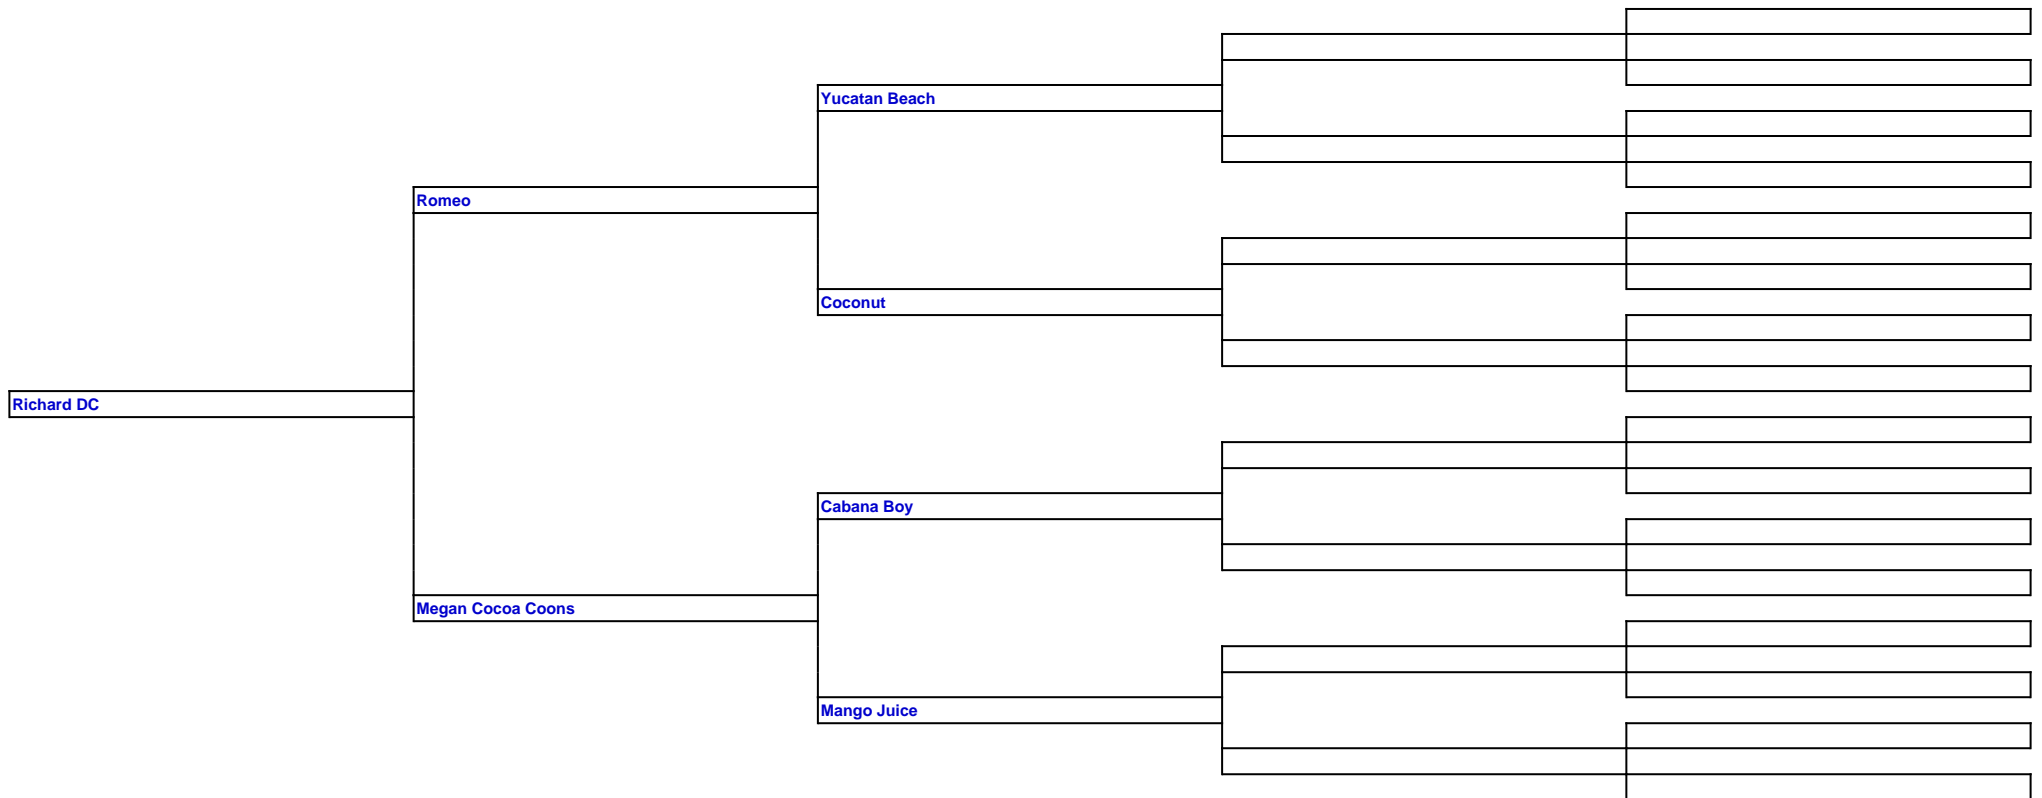 Yucatan Beach
Romeo
Coconut
Richard DC
Cabana Boy
Megan Cocoa Coons
Mango Juice